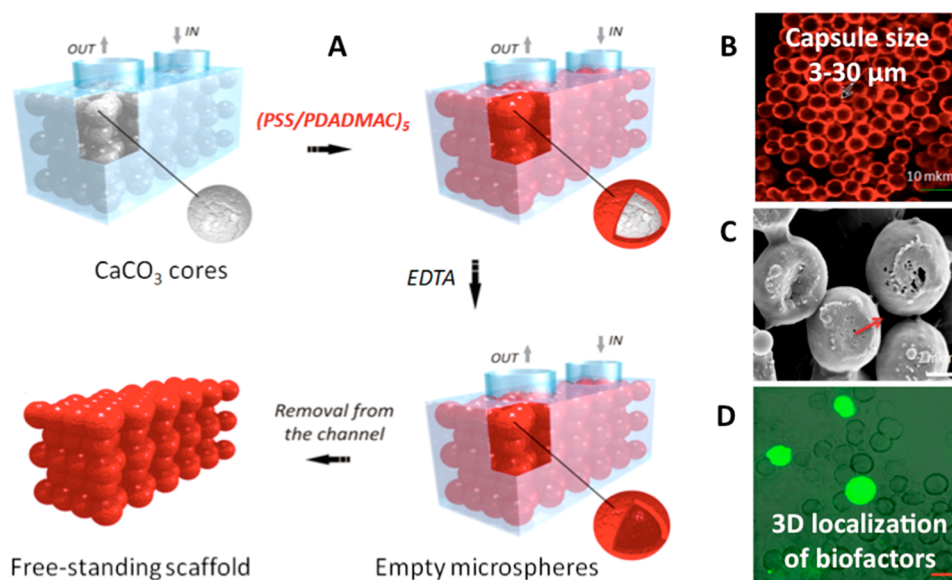 A
OUT
IN
CaCO₃ cores
(PSS/PDADMAC)₅
OUT
IN
EDTA
OUT
IN
Empty microspheres
Removal from
the channel
Free-standing scaffold
B
Capsule size
3-30 µm
10 mkm
C
D
3D localization
of biofactors